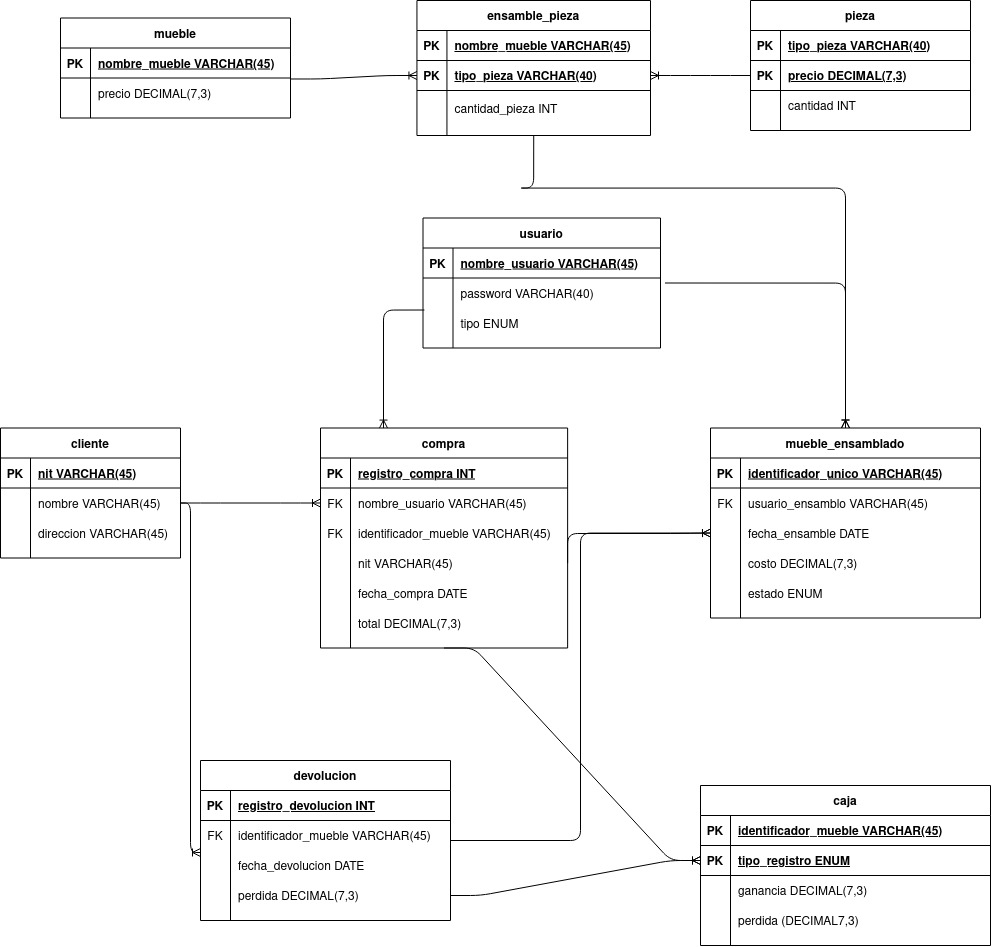 mueble
PK nombre_mueble VARCHAR(45)
precio DECIMAL(7,3)
ensamble_pieza
PK nombre_mueble VARCHAR(45)
PK tipo_pieza VARCHAR(40)
cantidad_pieza INT
pieza
PK tipo_pieza VARCHAR(40)
PK precio DECIMAL(7,3)
cantidad INT
usuario
PK nombre_usuario VARCHAR(45)
password VARCHAR(40)
tipo ENUM
cliente
PK nit VARCHAR(45)
nombre VARCHAR(45)
direccion VARCHAR(45)
compra
PK registro_compra INT
FK nombre_usuario VARCHAR(45)
FK identificador_mueble VARCHAR(45)
nit VARCHAR(45)
fecha_compra DATE
total DECIMAL(7,3)
mueble_ensamblado
PK identificador_unico VARCHAR(45)
FK usuario_ensamblo VARCHAR(45)
fecha_ensamble DATE
costo DECIMAL(7,3)
estado ENUM
devolucion
PK registro_devolucion INT
FK identificador_mueble VARCHAR(45)
fecha_devolucion DATE
perdida DECIMAL(7,3)
caja
PK identificador_mueble VARCHAR(45)
PK tipo_registro ENUM
ganancia DECIMAL(7,3)
perdida (DECIMAL7,3)